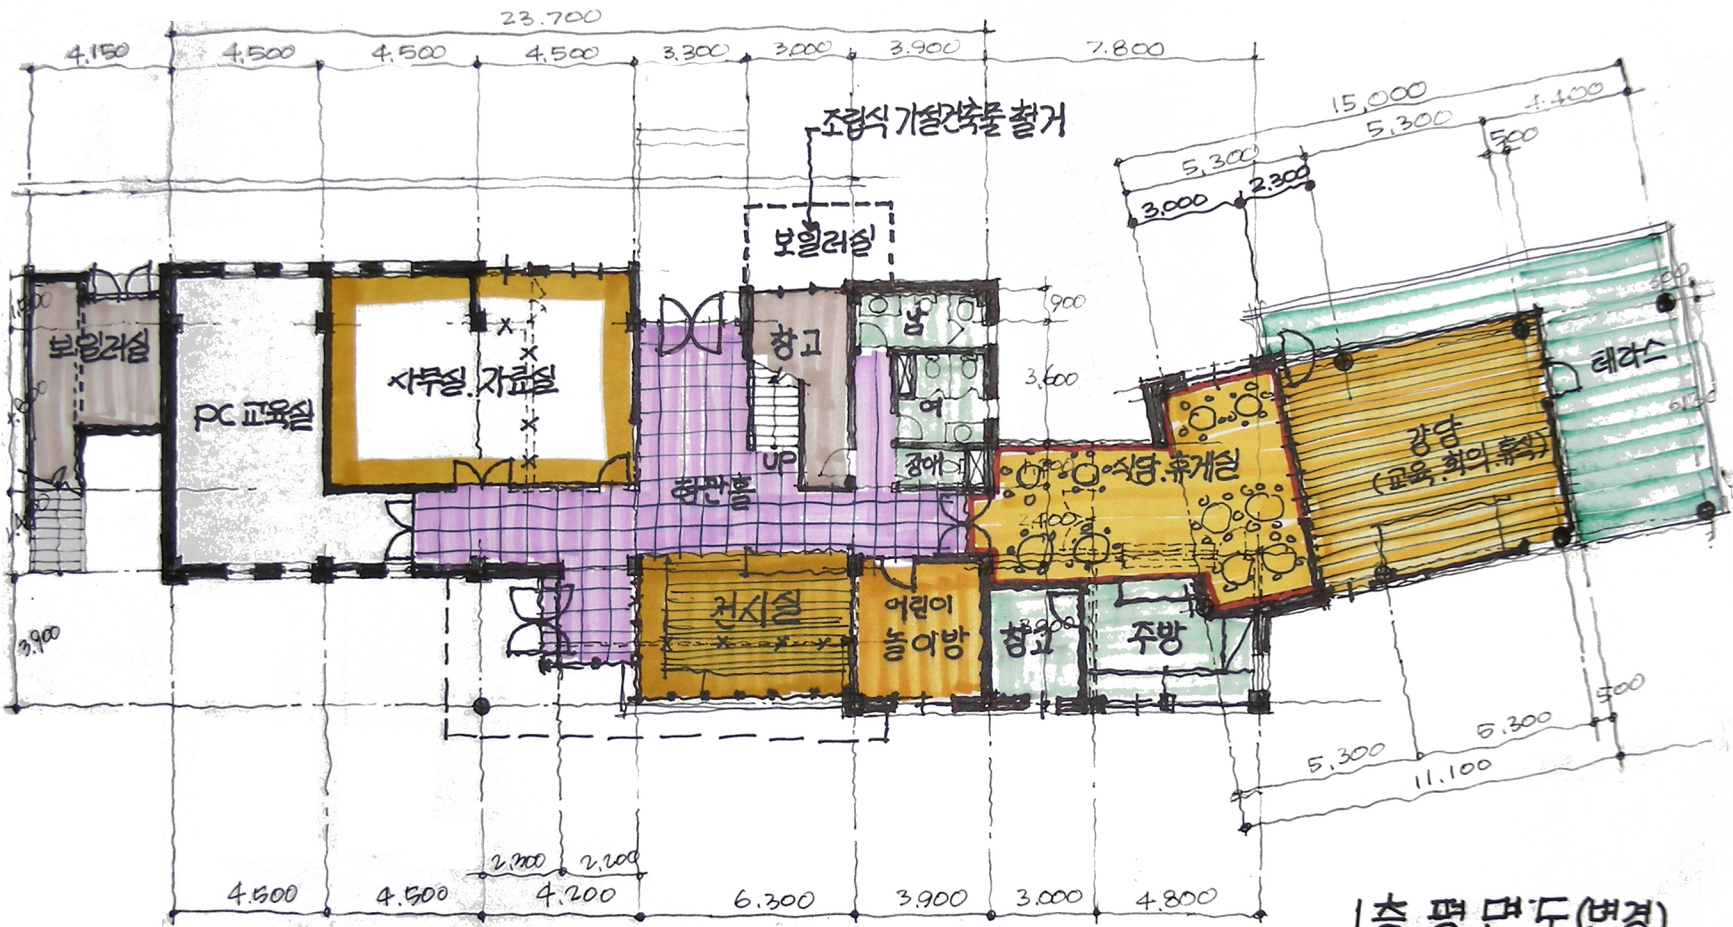 23.700
4,150 4.500 4.500 4.500 3.300 3.000 3.900 7.800
15,000
4.400
5,300
500
5,300
3,000 2.300
조립식 가설건축물 철거
보일러실
보일러실
PC 교육실
사무실.자료실
창고
남
여
장애
UP
현관홀
900
3,600
식당.휴게실
2,400
강당
(교육.회의.휴식)
테라스
전시실
어린이
놀이방
창고
주방
3.900
500
5.300
5,300
11.100
2.300 2,200
4.500 4.500 4.200 6.300 3.900 3.000 4.800
1층 평면도(변경)